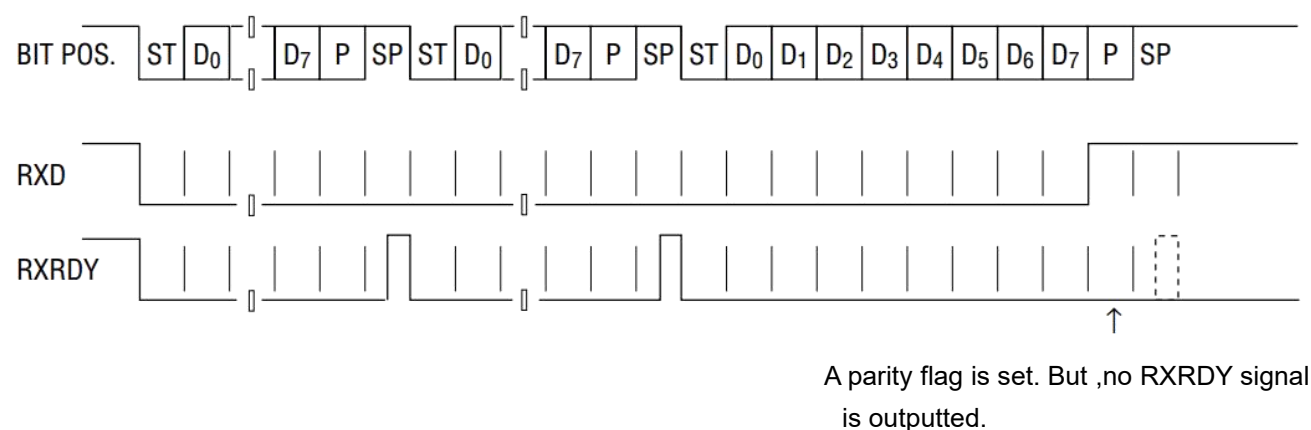 BIT POS. ST D₀ D₇ P SP ST D₀ D₇ P SP ST D₀ D₁ D₂ D₃ D₄ D₅ D₆ D₇ P SP
RXD
RXRDY
↑
A parity flag is set. But ,no RXRDY signal
is outputted.